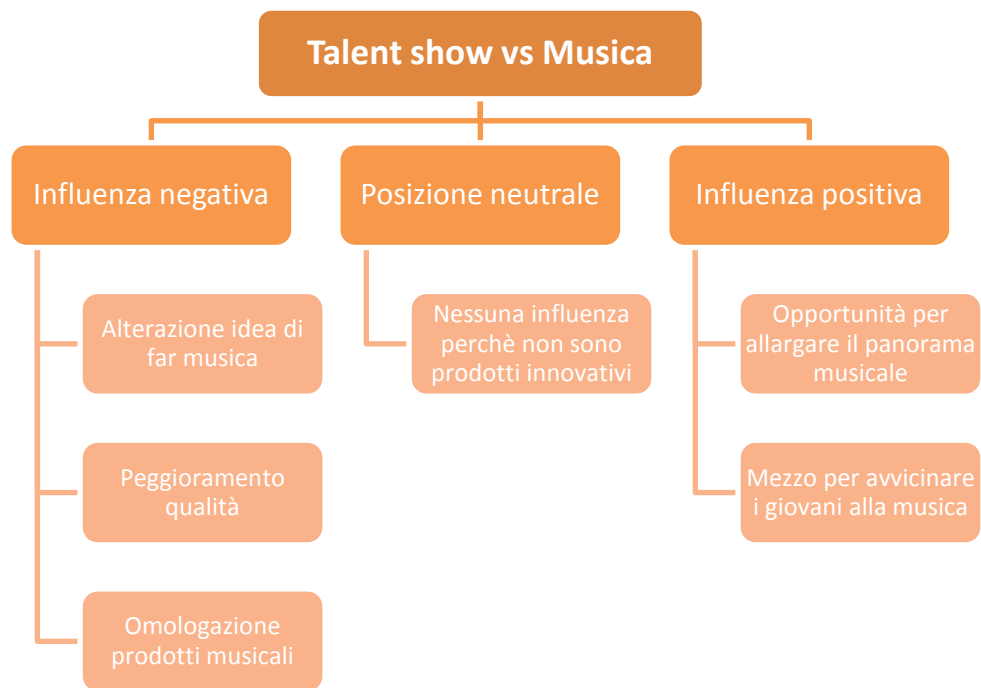 Talent show vs Musica
Influenza negativa
Alterazione idea di
far musica
Peggioramento
qualità
Omologazione
prodotti musicali
Posizione neutrale
Nessuna influenza
perchè non sono
prodotti innovativi
Influenza positiva
Opportunità per
allargare il panorama
musicale
Mezzo per avvicinare
i giovani alla musica